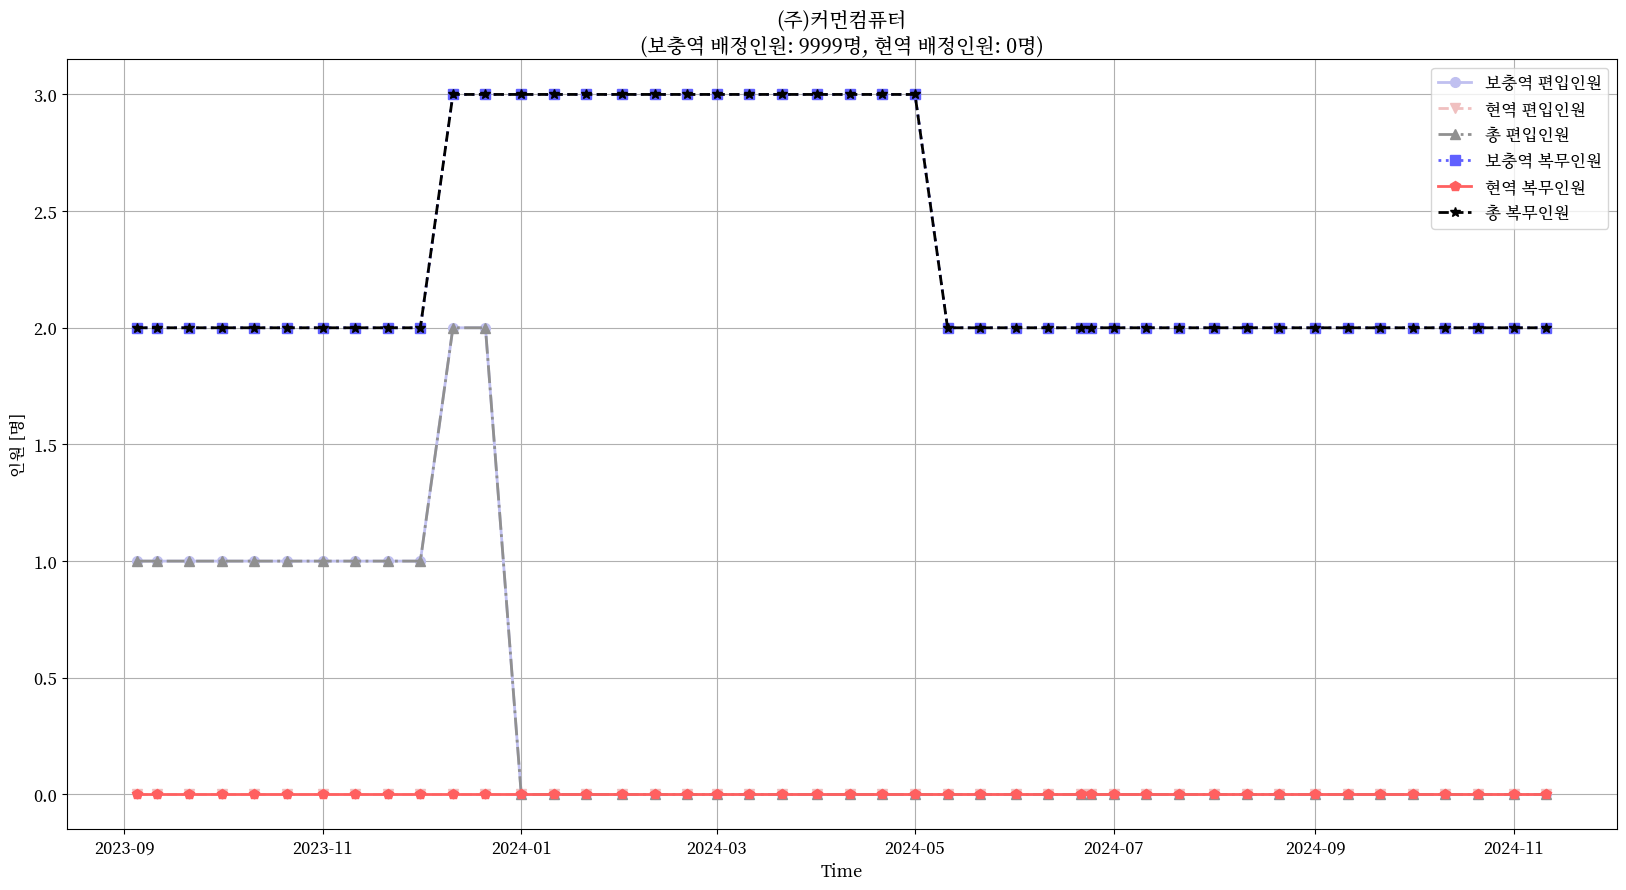 (주)커먼컴퓨터
(보충역 배정인원: 9999명, 현역 배정인원: 0명)
보충역 편입인원
현역 편입인원
총 편입인원
보충역 복무인원
현역 복무인원
총 복무인원
인원 [명]
3.0
2.5
2.0
1.5
1.0
0.5
0.0
2023-09
2023-11
2024-01
2024-03
2024-05
2024-07
2024-09
2024-11
Time